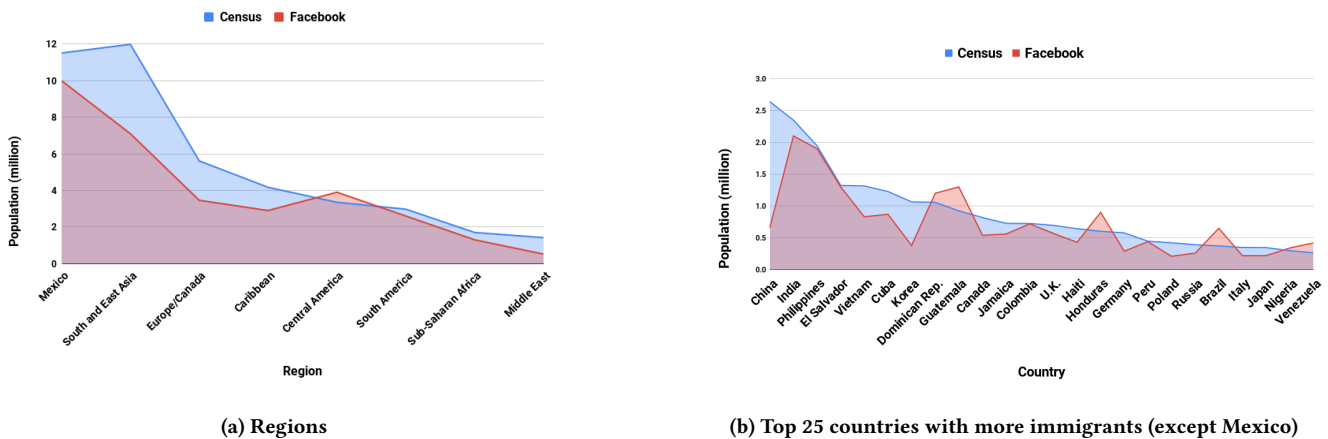 Census Facebook
12
10
8
6
4
2
0
Population (million)
Mexico
South and East Asia
Europe/Canada
Caribbean
Central America
South America
Sub-Saharan Africa
Middle East
Region
(a) Regions
Census Facebook
3.0
2.5
2.0
1.5
1.0
0.5
0.0
Population (million)
China
India
Philippines
El Salvador
Vietnam
Cuba
Korea
Dominican Rep.
Guatemala
Canada
Jamaica
Colombia
U.K.
Haiti
Honduras
Germany
Peru
Poland
Russia
Brazil
Italy
Japan
Nigeria
Venezuela
Country
(b) Top 25 countries with more immigrants (except Mexico)